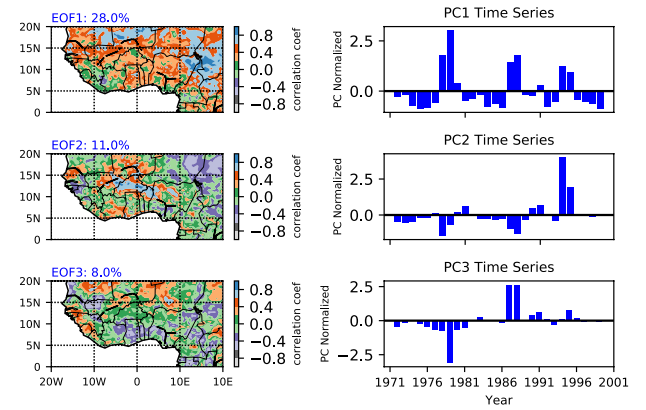 EOF1: 28.0%
20N
15N
10N
5N
0
0.8
0.4
0.0
−0.4
−0.8
correlation coef
PC1 Time Series
PC Normalized
2.5
0.0
EOF2: 11.0%
20N
15N
10N
5N
0
0.8
0.4
0.0
−0.4
−0.8
correlation coef
PC2 Time Series
PC Normalized
2.5
0.0
EOF3: 8.0%
20N
15N
10N
5N
0
20W 10W 0 10E 10E
0.8
0.4
0.0
−0.4
−0.8
correlation coef
PC3 Time Series
PC Normalized
2.5
0.0
−2.5
1971 1976 1981 1986 1991 1996 2001
Year